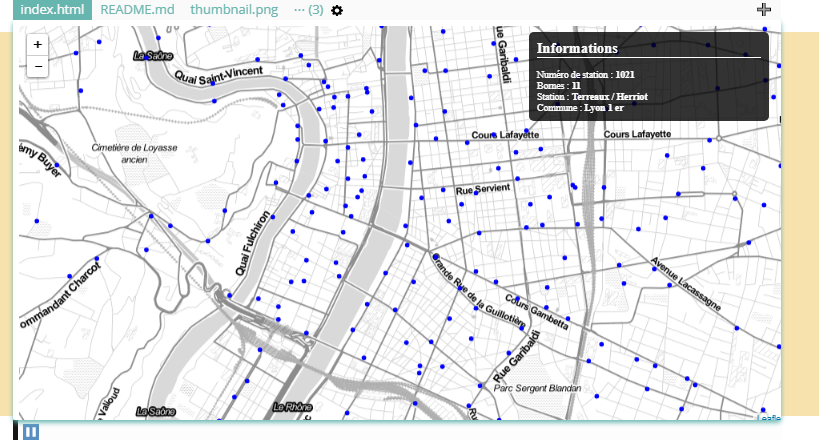 index.html README.md thumbnail.png ··· (3)
+
−
La Saône
Quai Saint-Vincent
rue Garibaldi
Informations
Numéro de station : 1021
Bornes : 11
Station : Terreaux / Herriot
Commune : Lyon 1 er
Cours Lafayette
Cours Lafayette
Cimetière de Loyasse
ancien
émy Buyer
Rue Servient
Quai Fulchiron
ommandant Charcot
Grande Rue de la Guillotière
Avenue Lacassagne
Cours Gambetta
Rue Garibaldi
Parc Sergent Blandan
Valloud
La Saône
Le Rhône
Leafle